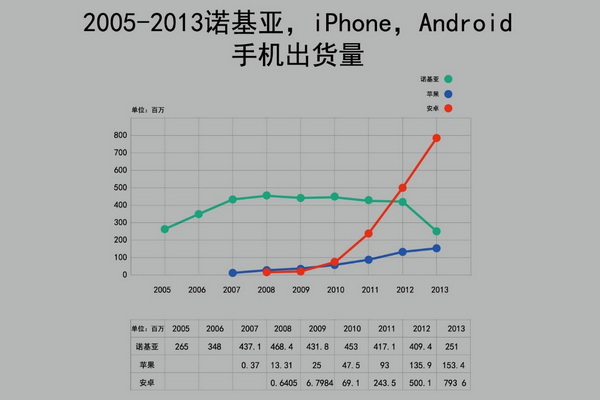 2005-2013诺基亚，iPhone，Android
手机出货量
诺基亚
苹果
安卓
单位：百万
800
700
600
500
400
300
200
100
0
2005 2006 2007 2008 2009 2010 2011 2012 2013
单位：百万 2005 2006 2007 2008 2009 2010 2011 2012 2013
诺基亚 265 348 437.1 468.4 431.8 453 417.1 409.4 251
苹果 0.37 13.31 25 47.5 93 135.9 153.4
安卓 0.6405 6.7984 69.1 243.5 500.1 793 6